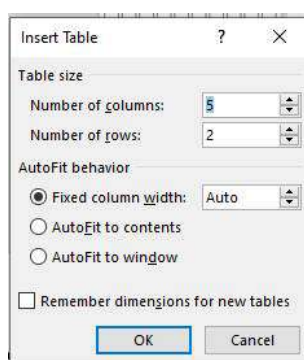 Insert Table ? ×
Table size
Number of columns: 5
Number of rows: 2
AutoFit behavior
Fixed column width: Auto
AutoFit to contents
AutoFit to window
Remember dimensions for new tables
OK Cancel